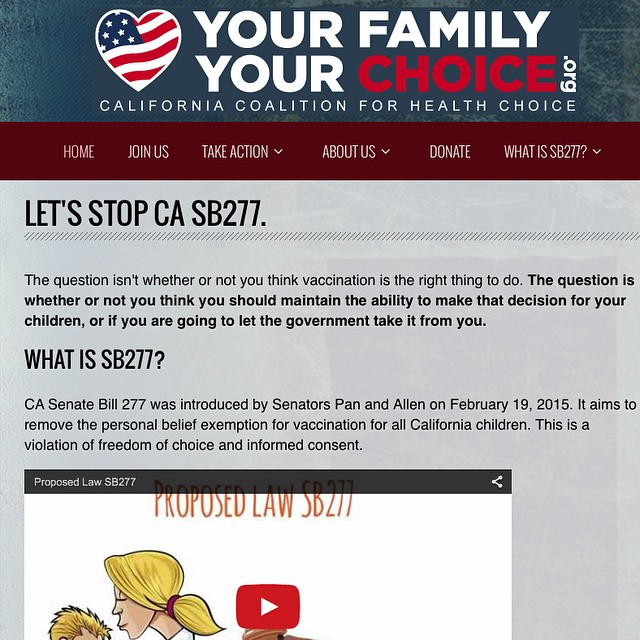 YOUR FAMILY
YOUR CHOICE.org
CALIFORNIA COALITION FOR HEALTH CHOICE
HOME JOIN US TAKE ACTION ABOUT US DONATE WHAT IS SB277?
LET'S STOP CA SB277.
The question isn't whether or not you think vaccination is the right thing to do. The question is
whether or not you think you should maintain the ability to make that decision for your
children, or if you are going to let the government take it from you.
WHAT IS SB277?
CA Senate Bill 277 was introduced by Senators Pan and Allen on February 19, 2015. It aims to
remove the personal belief exemption for vaccination for all California children. This is a
violation of freedom of choice and informed consent.
Proposed Law SB277
PROPOSED LAW SB277